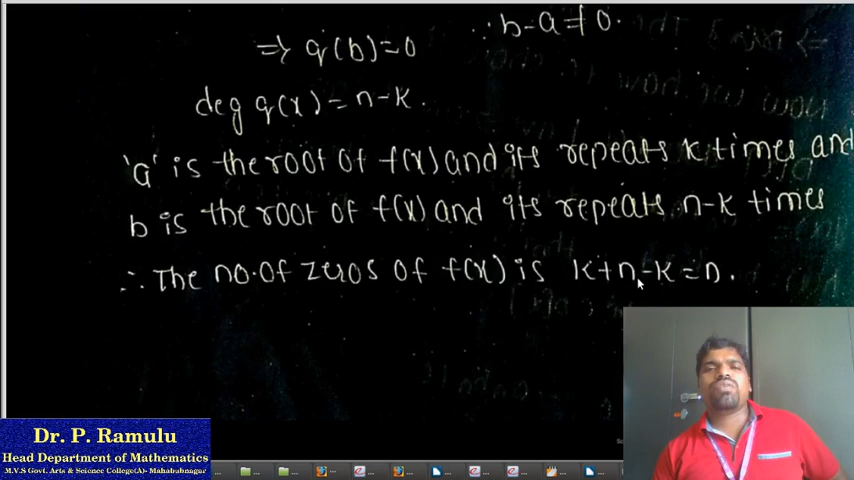 ⇒ q(b)=0 ∵ b-a≠0.
deg q(x) = n-k.
'a' is the root of f(x) and its repeats k times and
b is the root of f(x) and its repeats n-k times
∴ The no.of zeros of f(x) is k+n-k=n.
Dr. P. Ramulu
Head Department of Mathematics
M.V.S Govt. Arts & Science College(A)- Mahabubnagar